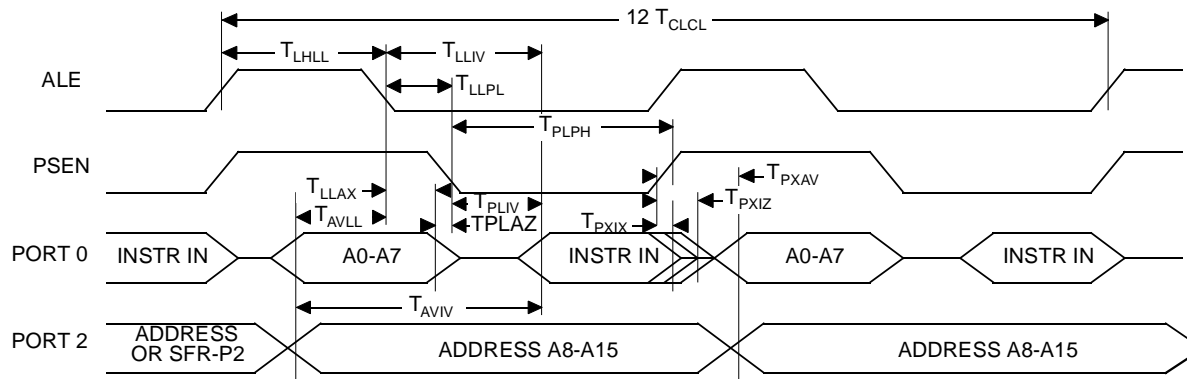 12 TCLCL
TLHLL TLLIV
ALE
TLLPL
TPLPH
PSEN
TLLAX TPXAV
TPLIV TPXIZ
TAVLL TPLAZ TPXIX
PORT 0 INSTR IN A0-A7 INSTR IN A0-A7 INSTR IN
TAVIV
PORT 2 ADDRESS OR SFR-P2 ADDRESS A8-A15 ADDRESS A8-A15